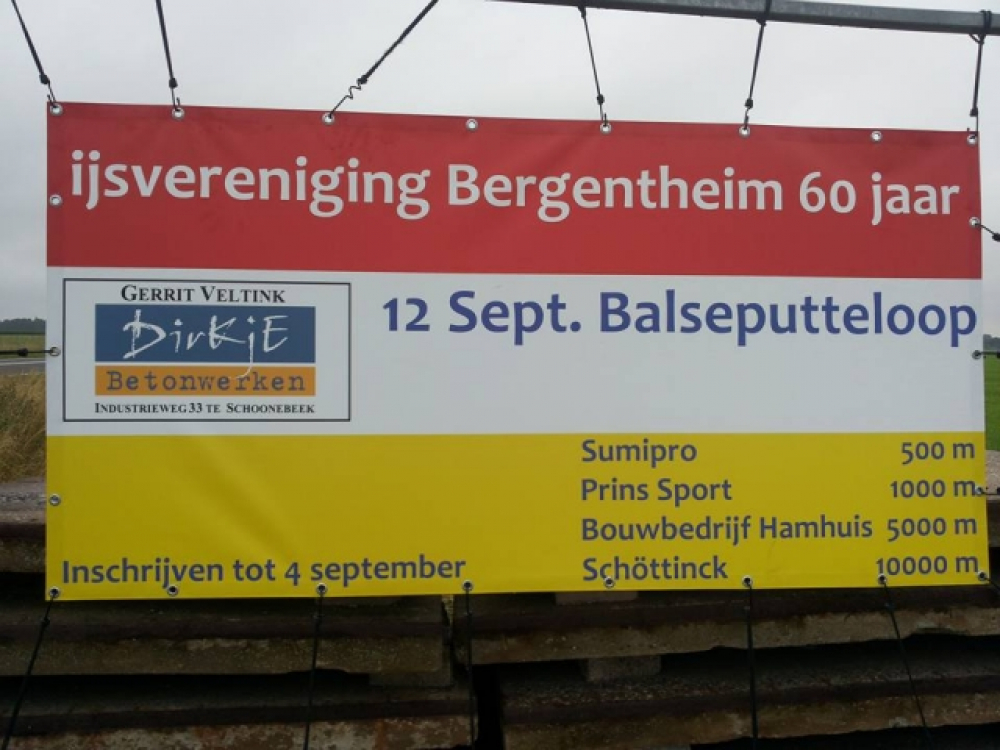 ijsvereniging Bergentheim 60 jaar
12 Sept. Balseputteloop
GERRIT VELTINK
DirKjE
Betonwerken
INDUSTRIEWEG 33 TE SCHOONEBEEK
Sumipro 500 m
Prins Sport 1000 m
Bouwbedrijf Hamhuis 5000 m
Schöttinck 10000 m
Inschrijven tot 4 september